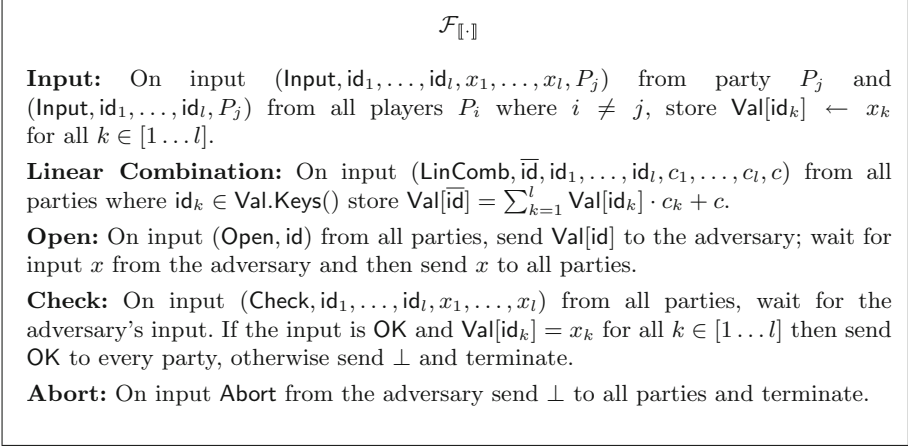 𝓕⟦·⟧
Input: On input (Input, id₁, . . . , idₗ, x₁, . . . , xₗ, Pⱼ) from party Pⱼ and
(Input, id₁, . . . , idₗ, Pⱼ) from all players Pᵢ where i ≠ j, store Val[idₖ] ← xₖ
for all k ∈ [1 . . . l].
Linear Combination: On input (LinComb, i̅d̅, id₁, . . . , idₗ, c₁, . . . , cₗ, c) from all
parties where idₖ ∈ Val.Keys() store Val[i̅d̅] = ∑ˡₖ₌₁ Val[idₖ] · cₖ + c.
Open: On input (Open, id) from all parties, send Val[id] to the adversary; wait for
input x from the adversary and then send x to all parties.
Check: On input (Check, id₁, . . . , idₗ, x₁, . . . , xₗ) from all parties, wait for the
adversary's input. If the input is OK and Val[idₖ] = xₖ for all k ∈ [1 . . . l] then send
OK to every party, otherwise send ⊥ and terminate.
Abort: On input Abort from the adversary send ⊥ to all parties and terminate.